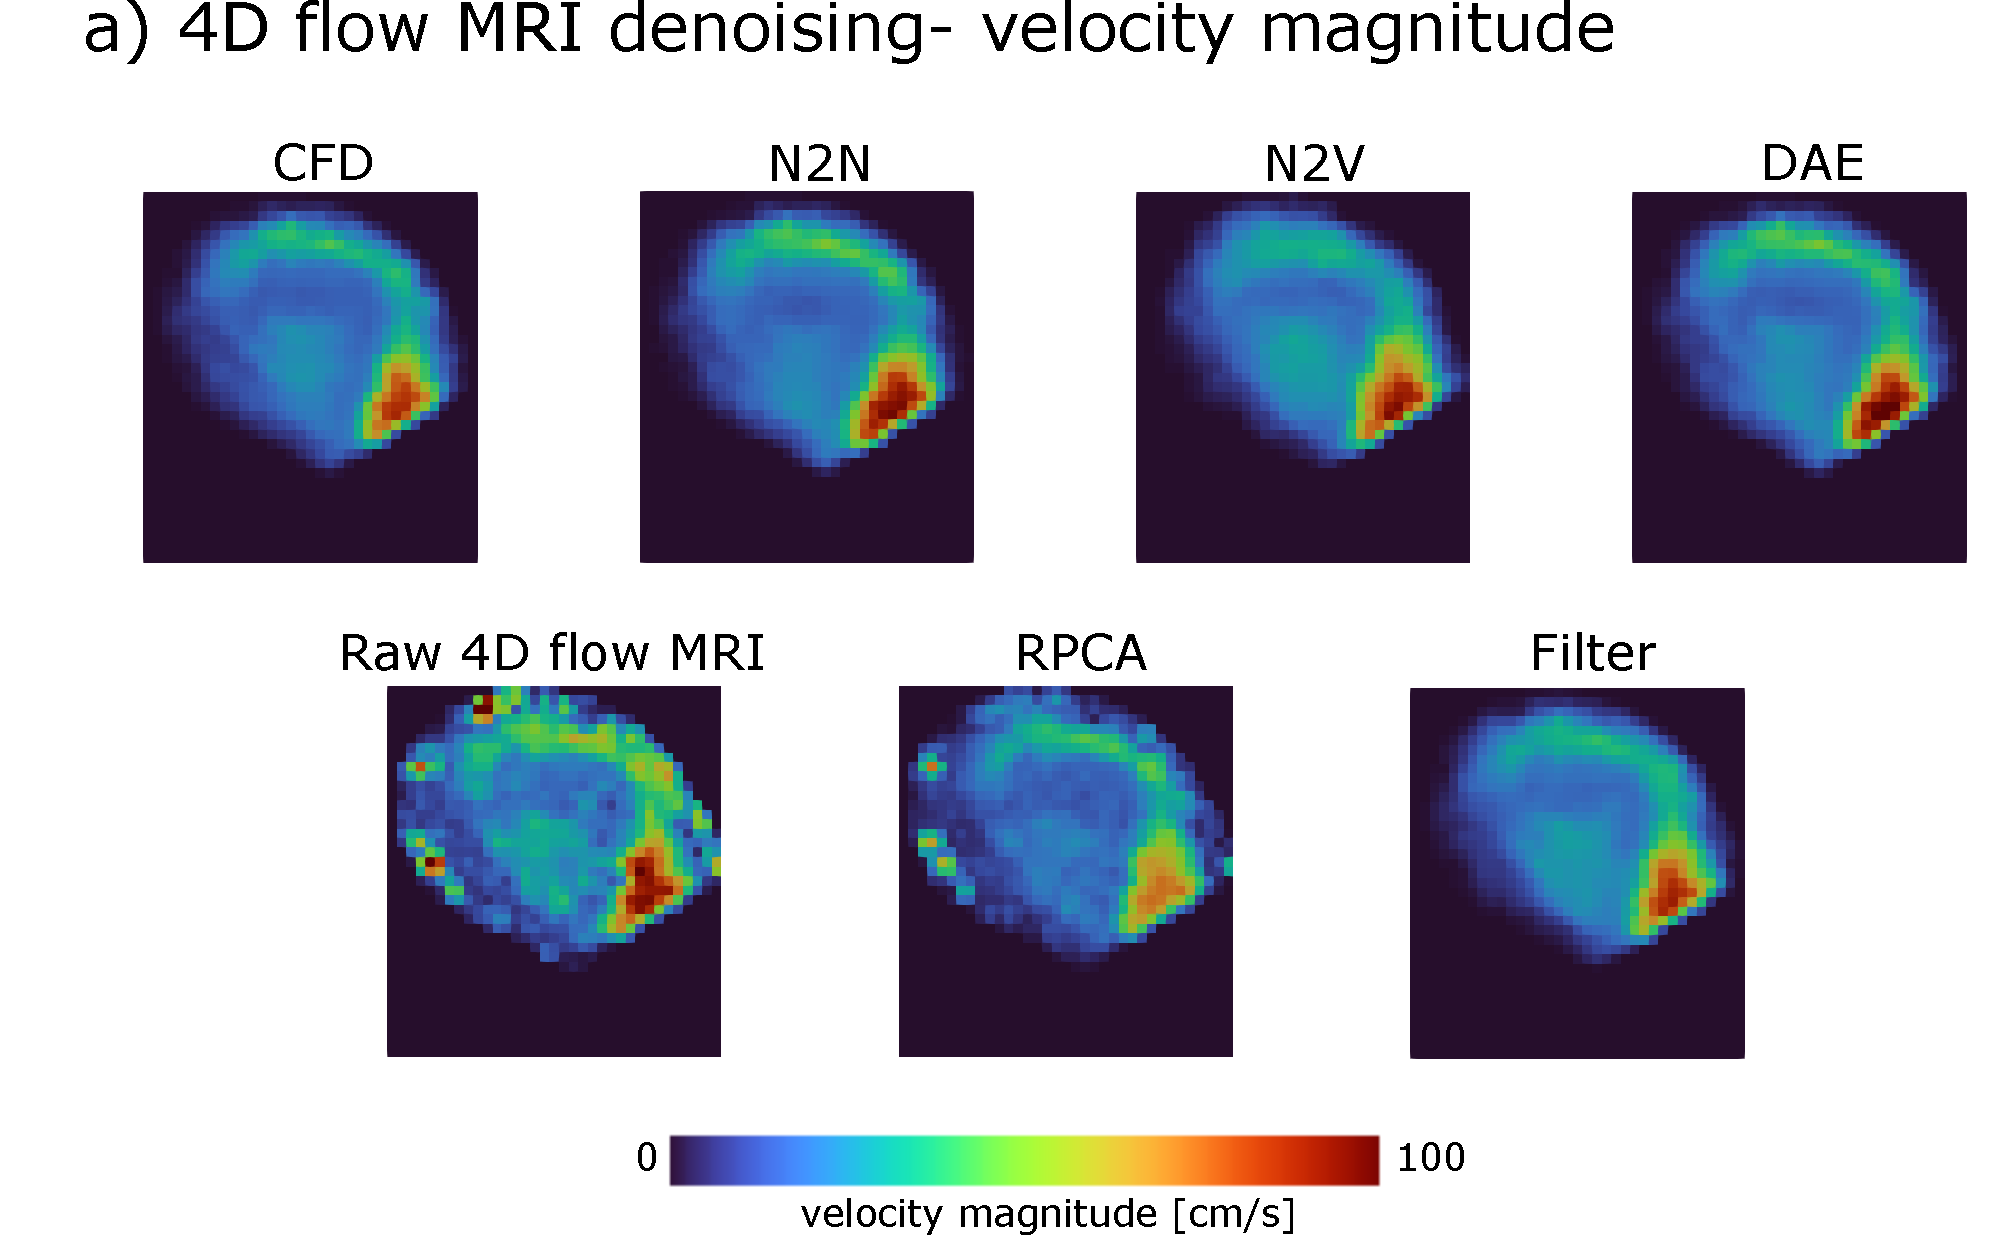 a) 4D flow MRI denoising- velocity magnitude
CFD
N2N
N2V
DAE
Raw 4D flow MRI
RPCA
Filter
0
100
velocity magnitude [cm/s]